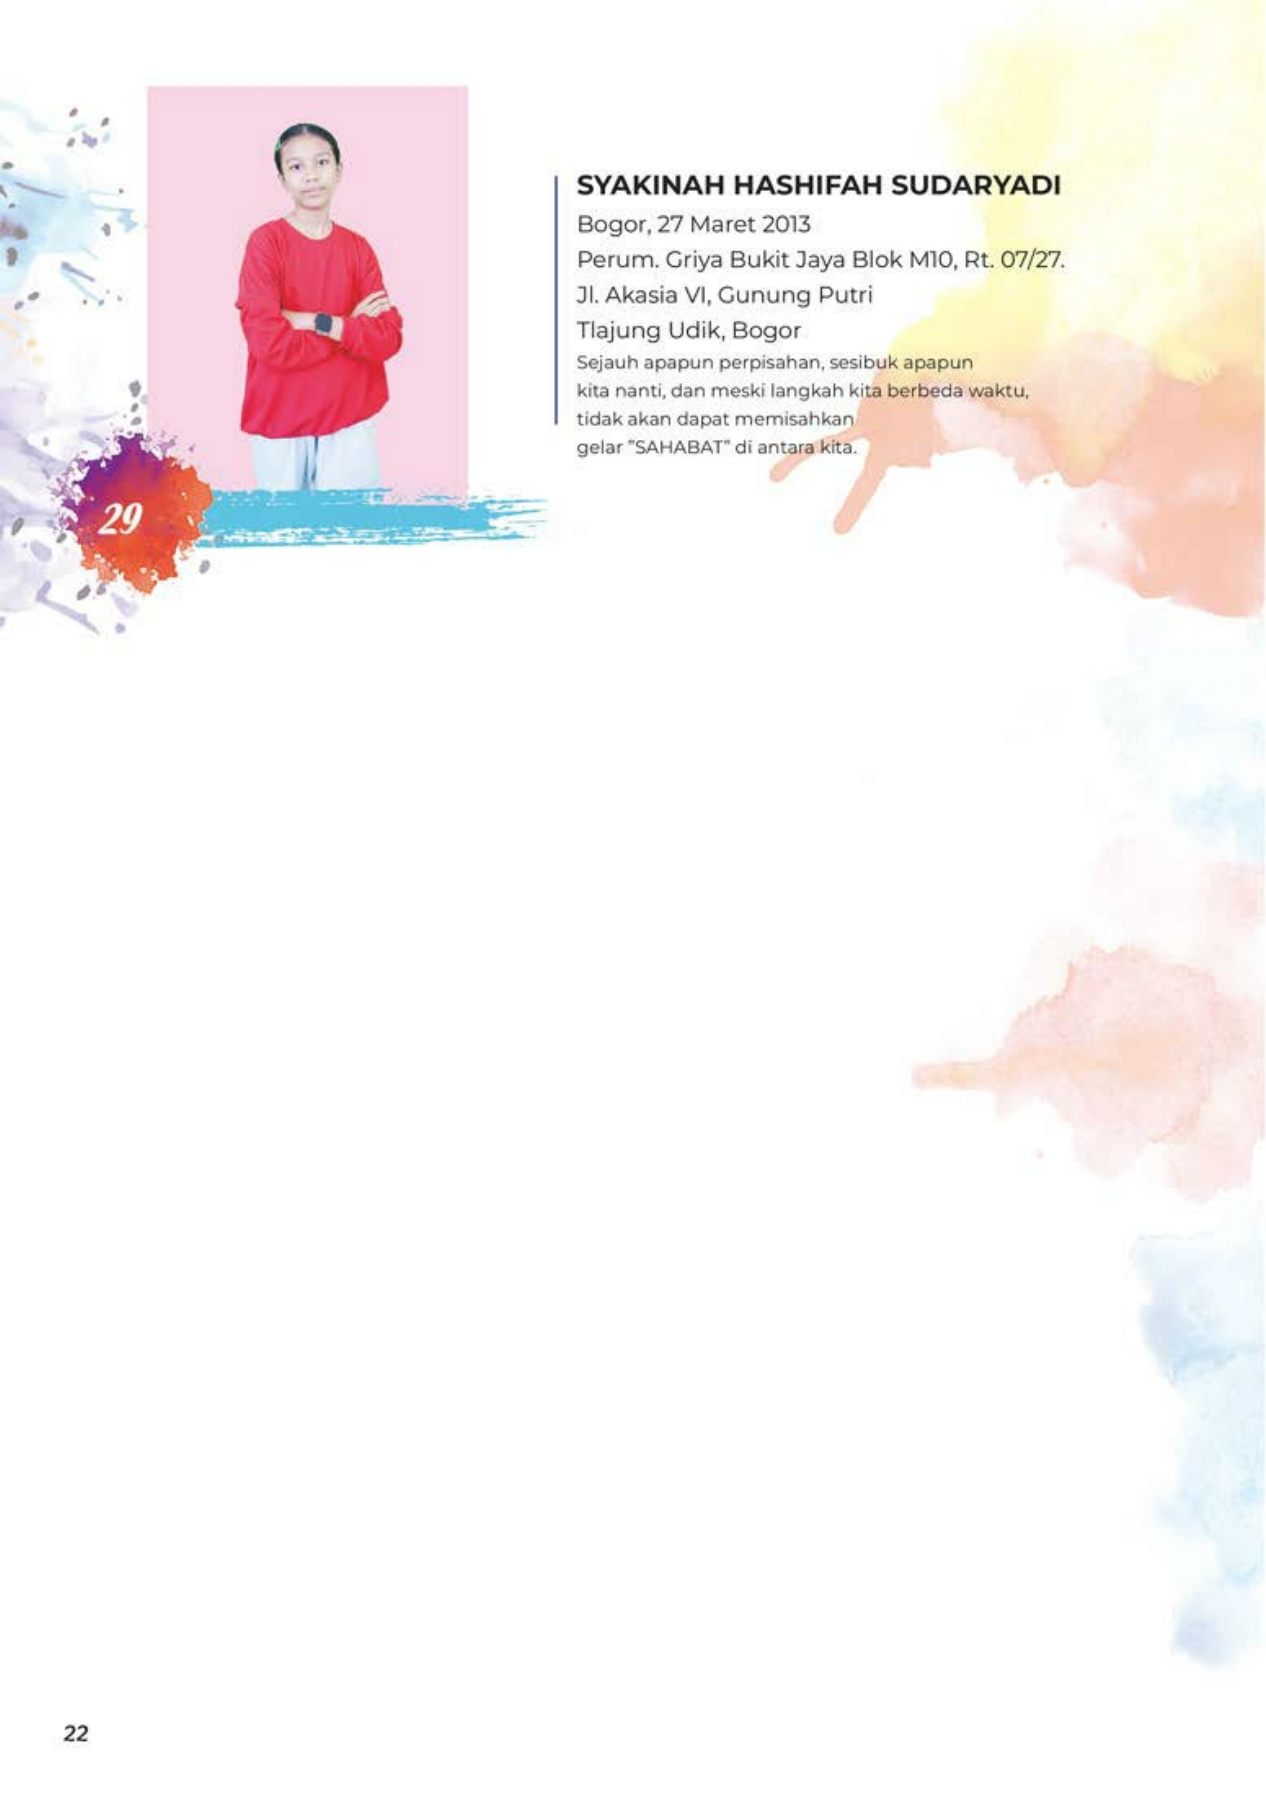 SYAKINAH HASHIFAH SUDARYADI
Bogor, 27 Maret 2013
Perum. Griya Bukit Jaya Blok M10, Rt. 07/27.
Jl. Akasia VI, Gunung Putri
Tlajung Udik, Bogor
Sejauh apapun perpisahan, sesibuk apapun
kita nanti, dan meski langkah kita berbeda waktu,
tidak akan dapat memisahkan
gelar "SAHABAT" di antara kita.
29
22